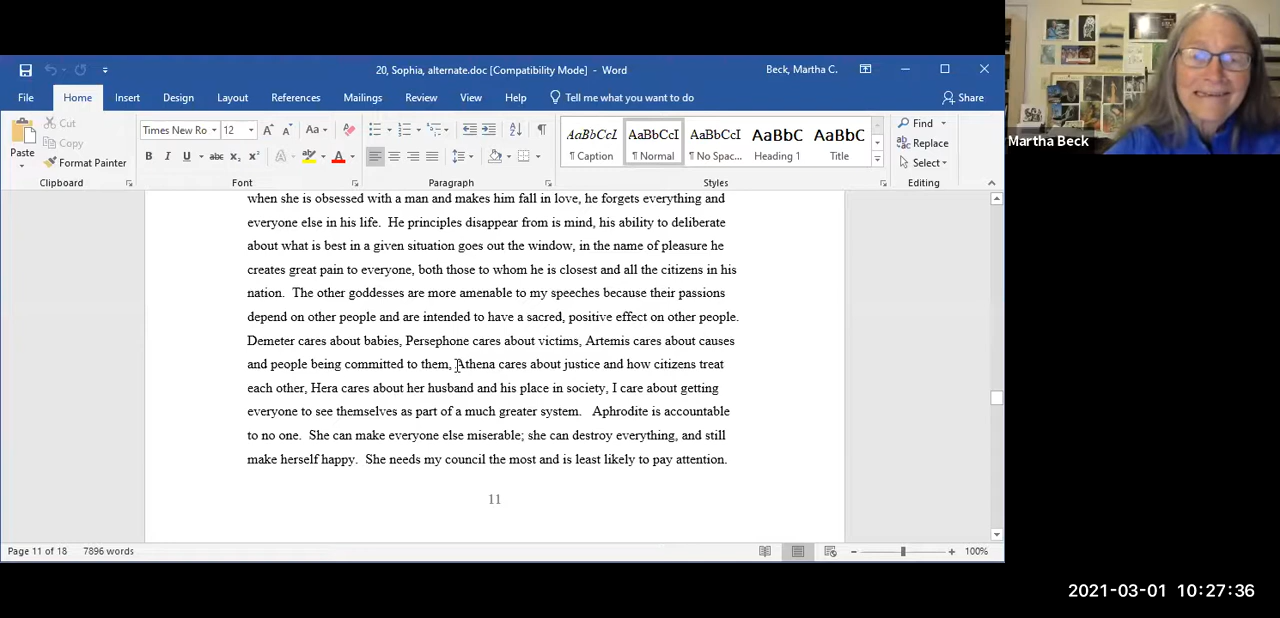 20, Sophia, alternate.doc [Compatibility Mode] - Word
Beck, Martha C.
File Home Insert Design Layout References Mailings Review View Help Tell me what you want to do Share
Paste
Cut
Copy
Format Painter
Clipboard
Times New Ro 12
Aa
B I U abc X₂ X²
A A
Font
Paragraph
AaBbCcI AaBbCcI AaBbCcI AaBbC AaBbC
¶ Caption ¶ Normal ¶ No Spac... Heading 1 Title
Styles
Find
Replace
Select
Editing
Martha Beck
when she is obsessed with a man and makes him fall in love, he forgets everything and
everyone else in his life.  He principles disappear from is mind, his ability to deliberate
about what is best in a given situation goes out the window, in the name of pleasure he
creates great pain to everyone, both those to whom he is closest and all the citizens in his
nation.  The other goddesses are more amenable to my speeches because their passions
depend on other people and are intended to have a sacred, positive effect on other people.
Demeter cares about babies, Persephone cares about victims, Artemis cares about causes
and people being committed to them, Athena cares about justice and how citizens treat
each other, Hera cares about her husband and his place in society, I care about getting
everyone to see themselves as part of a much greater system.   Aphrodite is accountable
to no one.  She can make everyone else miserable; she can destroy everything, and still
make herself happy.  She needs my council the most and is least likely to pay attention.
11
Page 11 of 18 7896 words
100%
2021-03-01 10:27:36